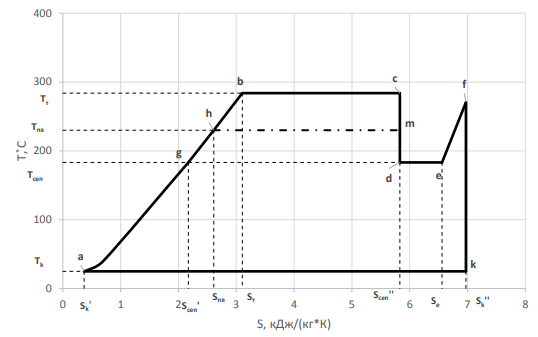 400
300
200
100
0
T,°C
Tт
Tпв
Tсеп
Tk
a
g
h
b
c
m
d
e
f
k
Sk'
Sсеп'
Sпв
Sт
Sсеп''
Se
Sk''
0 1 2 3 4 5 6 7 8
S, кДж/(кг*К)